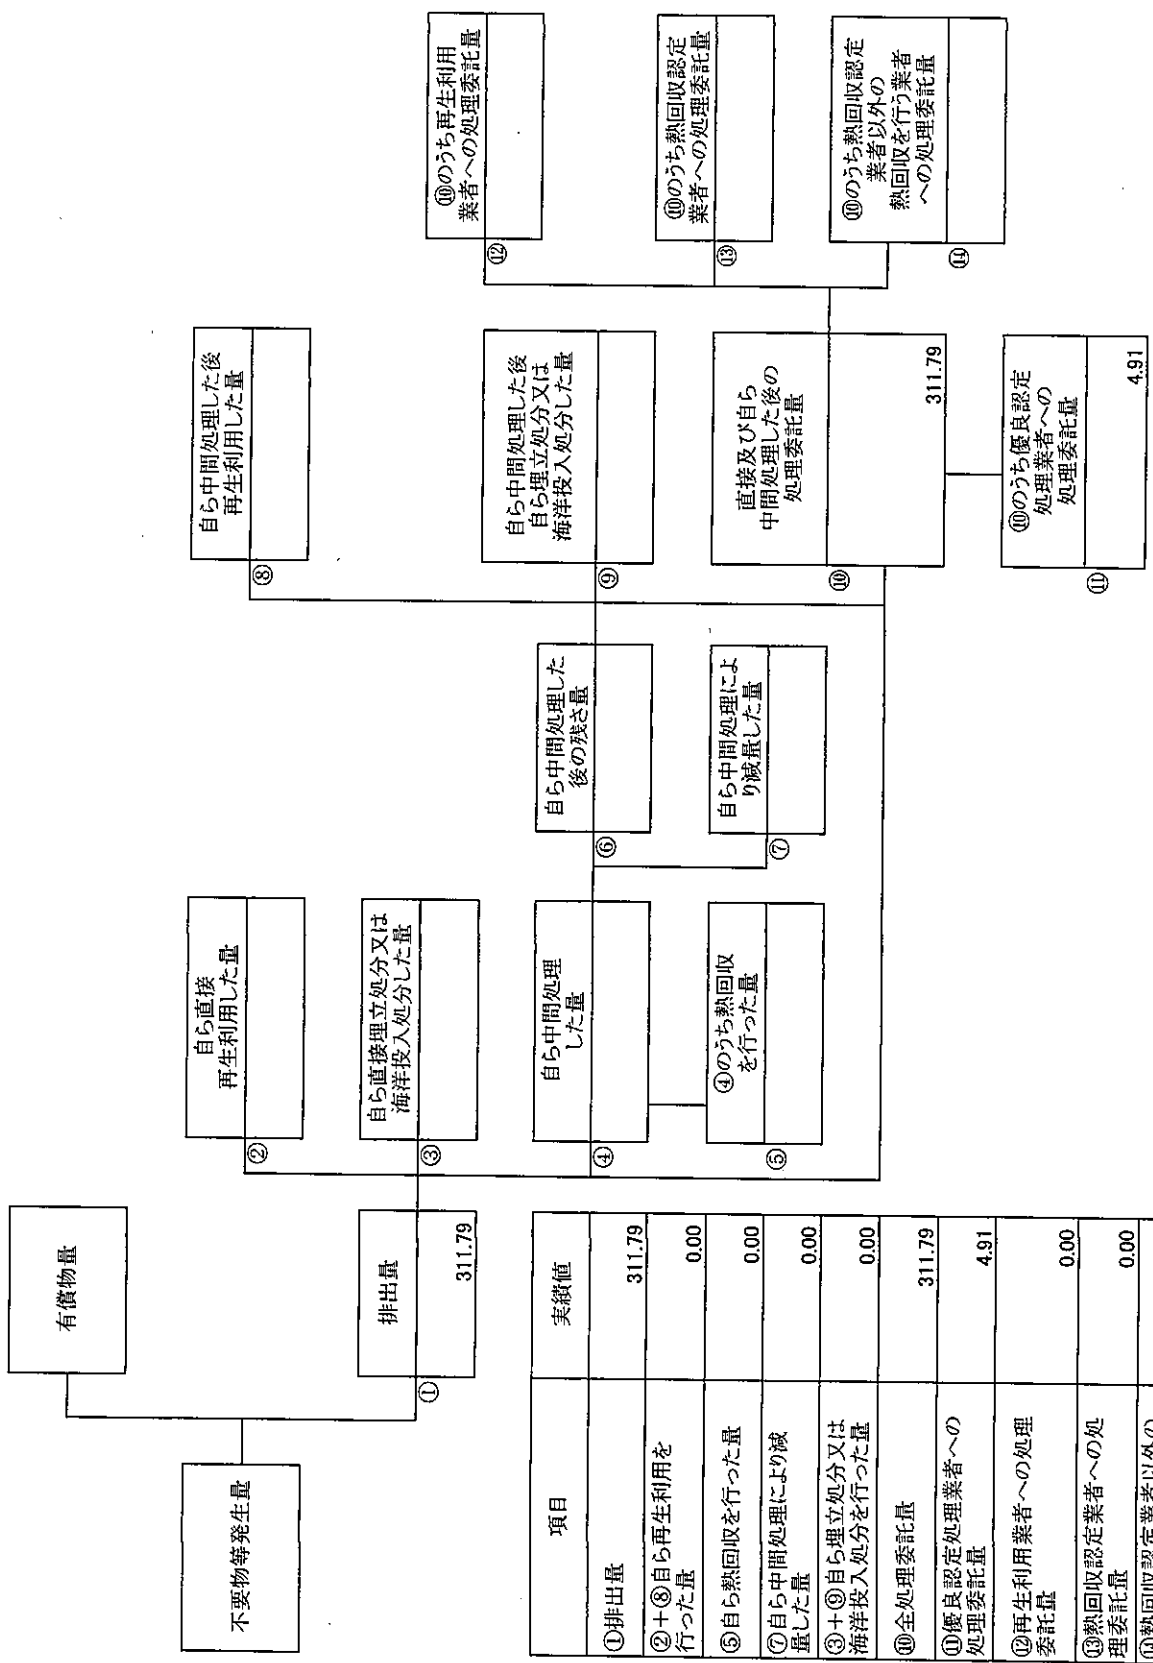 不要物等発生量
有償物量
①
排出量
311.79
②
自ら直接
再生利用した量
③
自ら直接埋立処分又は
海洋投入処分した量
④
自ら中間処理
した量
⑤
④のうち熱回収
を行った量
⑥
自ら中間処理した
後の残さ量
⑦
自ら中間処理によ
り減量した量
⑧
自ら中間処理した後
再生利用した量
⑨
自ら中間処理した後
自ら埋立処分又は
海洋投入処分した量
⑩
直接及び自ら
中間処理した後の
処理委託量
311.79
⑪
⑩のうち優良認定
処理業者への
処理委託量
4.91
⑫
⑩のうち再生利用
業者への処理委託量
⑬
⑩のうち熱回収認定
業者への処理委託量
⑭
⑩のうち熱回収認定
業者以外の
熱回収を行う業者
への処理委託量
項目 実績値
①排出量 311.79
②+⑧自ら再生利用を
行った量 0.00
⑤自ら熱回収を行った量 0.00
⑦自ら中間処理により減
量した量 0.00
③+⑨自ら埋立処分又は
海洋投入処分を行った量 0.00
⑩全処理委託量 311.79
⑪優良認定処理業者への
処理委託量 4.91
⑫再生利用業者への処理
委託量 0.00
⑬熱回収認定業者への処
理委託量 0.00
⑭熱回収認定業者以外の